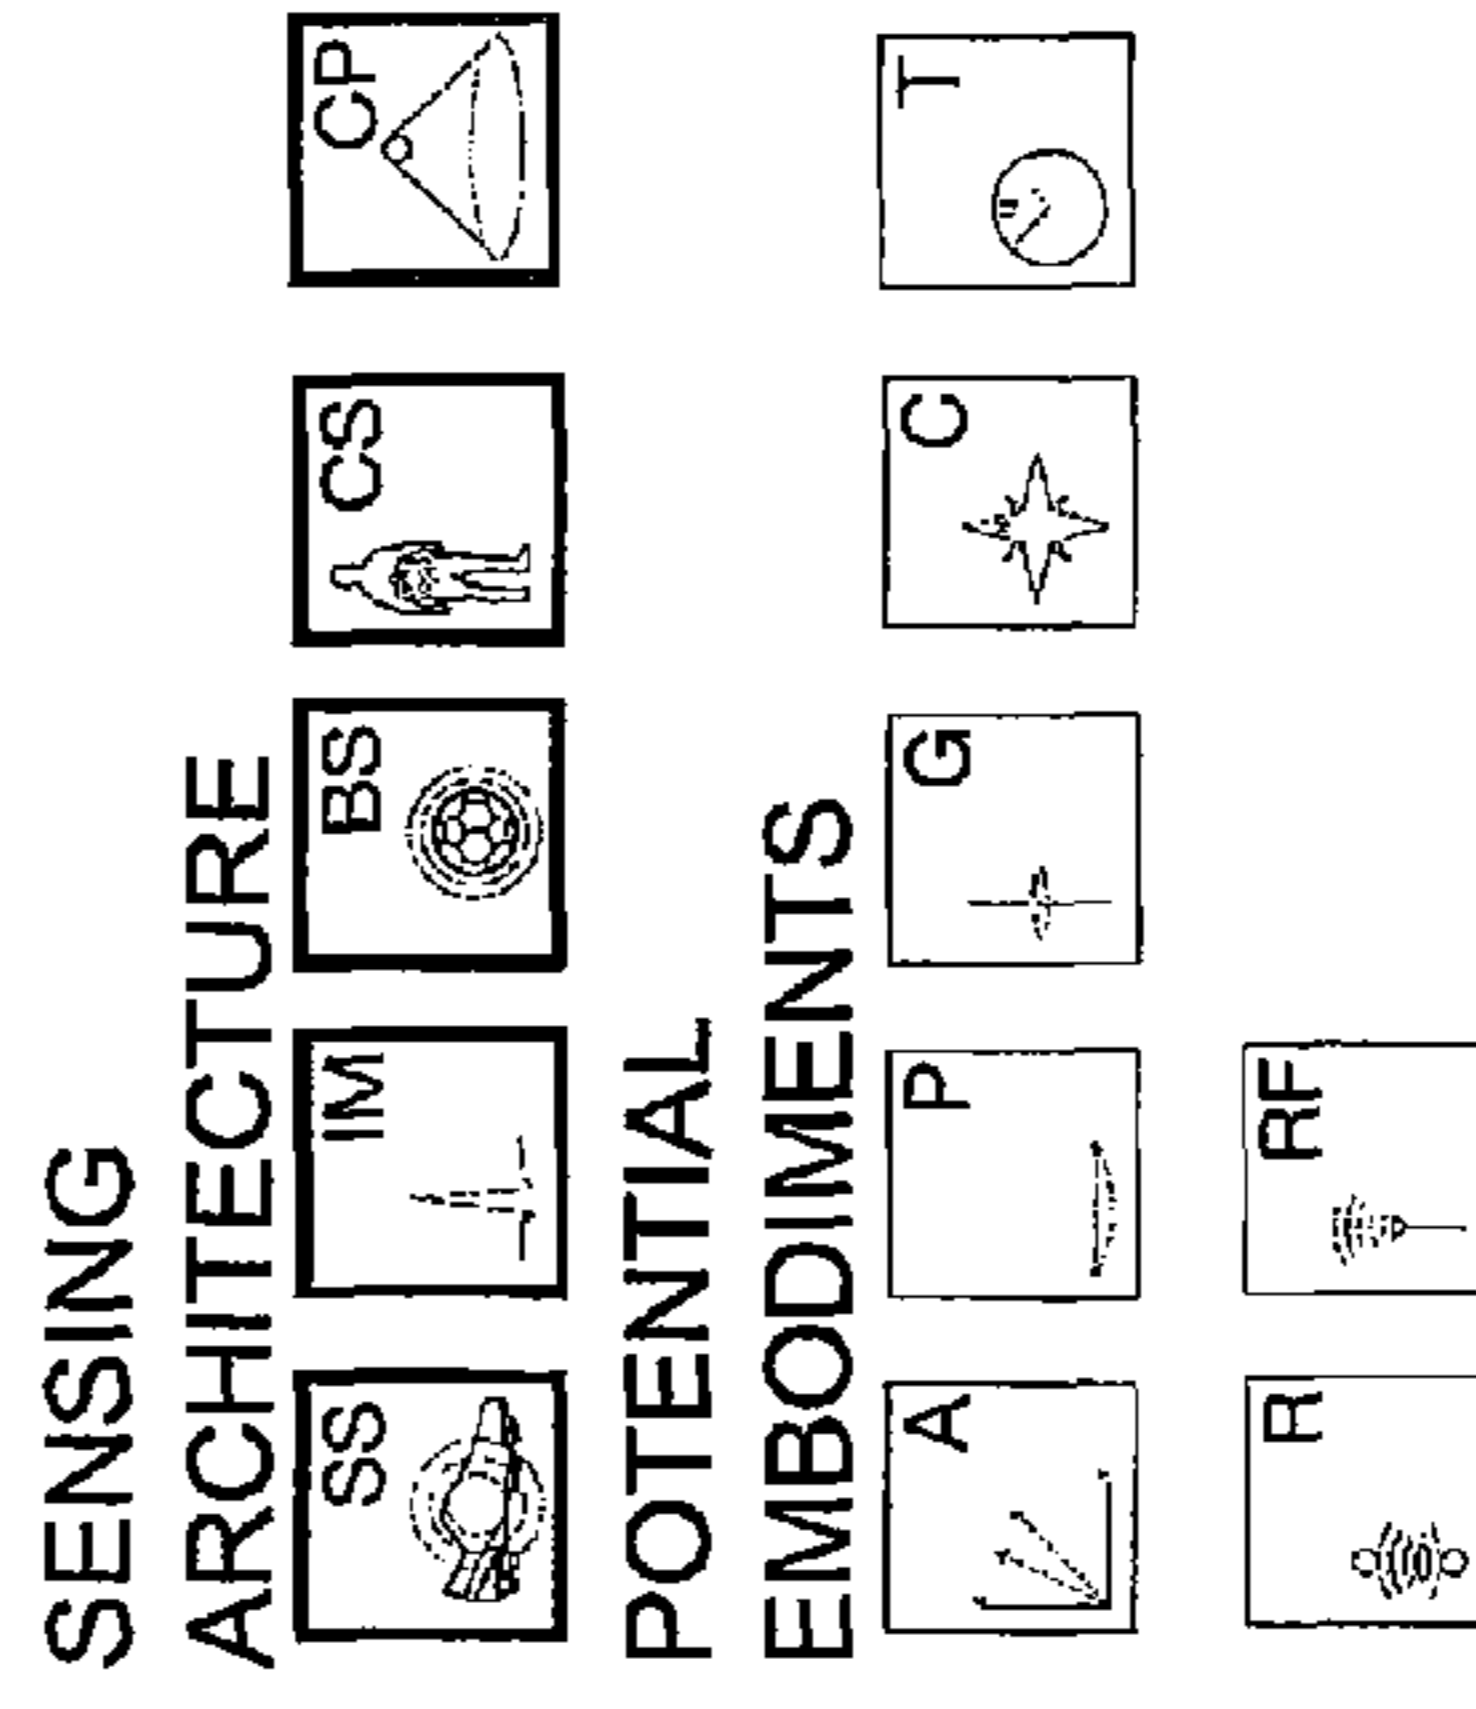 SENSING
ARCHITECTURE
SS IM BS CS CP
POTENTIAL
EMBODIMENTS
A P G C T
R RF